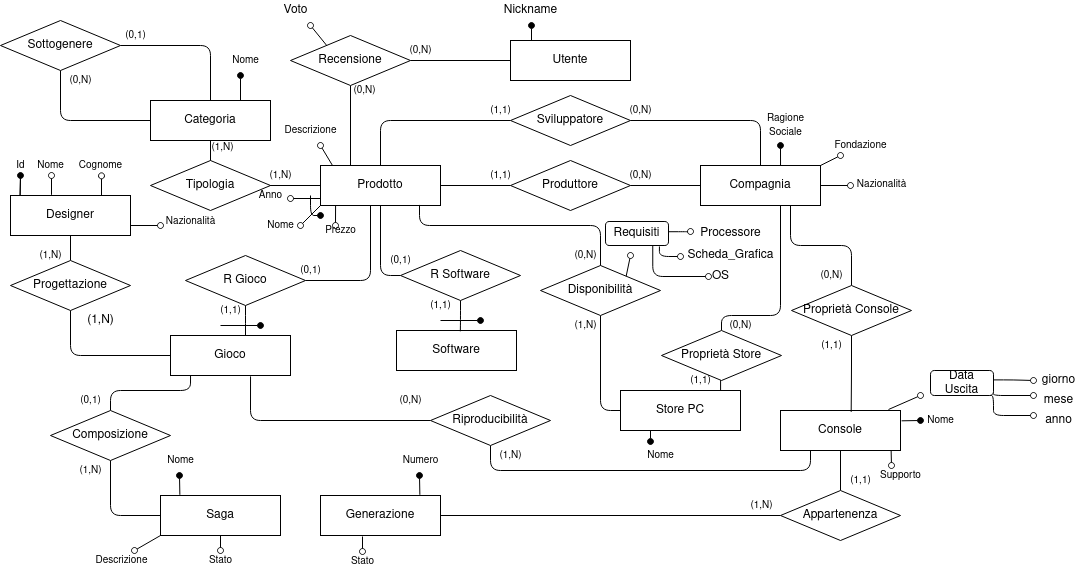 Voto
Nickname
Sottogenere
(0,1)
(0,N)
Recensione
(0,N)
Utente
Nome
(0,N)
Categoria
(1,N)
Descrizione
(1,1)
Sviluppatore
(0,N)
Ragione
Sociale
Fondazione
Id
Nome
Cognome
Tipologia
(1,N)
Prodotto
(1,1)
Produttore
(0,N)
Compagnia
Nazionalità
Anno
Designer
Nazionalità
Nome
Prezzo
Requisiti
Processore
Scheda_Grafica
OS
(1,N)
Progettazione
(1,N)
R Gioco
(0,1)
(1,1)
(0,1)
R Software
(1,1)
(0,N)
Disponibilità
(1,N)
(0,N)
Proprietà Console
(1,1)
(0,N)
Proprietà Store
(1,1)
Gioco
Software
Data
Uscita
giorno
mese
anno
(0,1)
Composizione
(1,N)
(0,N)
Riproducibilità
(1,N)
Store PC
Nome
Console
Nome
Supporto
Nome
Saga
Descrizione
Stato
Numero
Generazione
Stato
(1,N)
(1,1)
Appartenenza